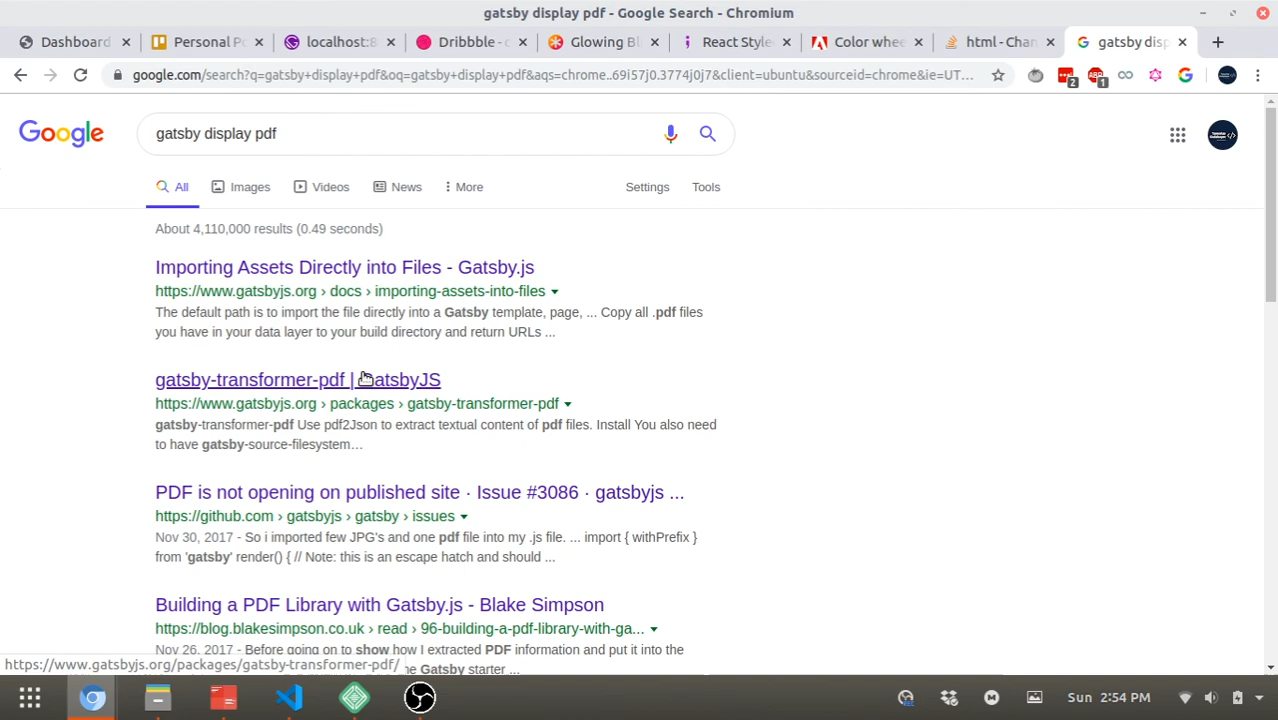 gatsby display pdf - Google Search - Chromium
Dashboard
Personal Po
localhost:8
Dribbble - c
Glowing Bl
React Style
Color whee
html - Chan
gatsby disp
google.com/search?q=gatsby+display+pdf&oq=gatsby+display+pdf&aqs=chrome..69i57j0.3774j0j7&client=ubuntu&sourceid=chrome&ie=UT...
2
ABP
1
Google
gatsby display pdf
All
Images
Videos
News
More
Settings
Tools
About 4,110,000 results (0.49 seconds)
Importing Assets Directly into Files - Gatsby.js
https://www.gatsbyjs.org › docs › importing-assets-into-files
The default path is to import the file directly into a Gatsby template, page, ... Copy all .pdf files
you have in your data layer to your build directory and return URLs ...
gatsby-transformer-pdf | GatsbyJS
https://www.gatsbyjs.org › packages › gatsby-transformer-pdf
gatsby-transformer-pdf Use pdf2Json to extract textual content of pdf files. Install You also need
to have gatsby-source-filesystem…
PDF is not opening on published site · Issue #3086 · gatsbyjs ...
https://github.com › gatsbyjs › gatsby › issues
Nov 30, 2017 - So i imported few JPG's and one pdf file into my .js file. ... import { withPrefix }
from 'gatsby' render() { // Note: this is an escape hatch and should ...
Building a PDF Library with Gatsby.js - Blake Simpson
https://blog.blakesimpson.co.uk › read › 96-building-a-pdf-library-with-ga...
Nov 26, 2017 - Before going on to show how I extracted PDF information and put it into the
e Gatsby starter ...
https://www.gatsbyjs.org/packages/gatsby-transformer-pdf/
Sun 2:54 PM